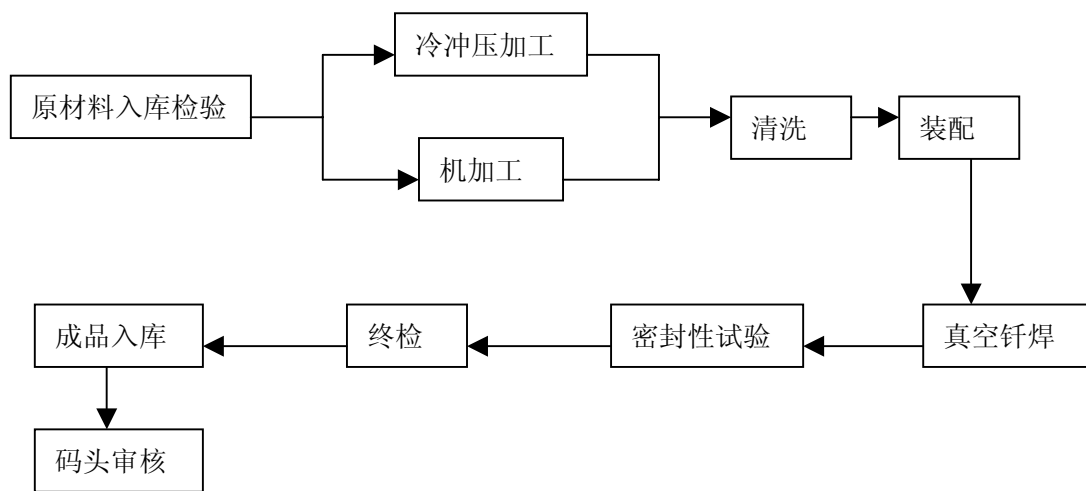 原材料入库检验
冷冲压加工
机加工
清洗
装配
真空钎焊
密封性试验
终检
成品入库
码头审核